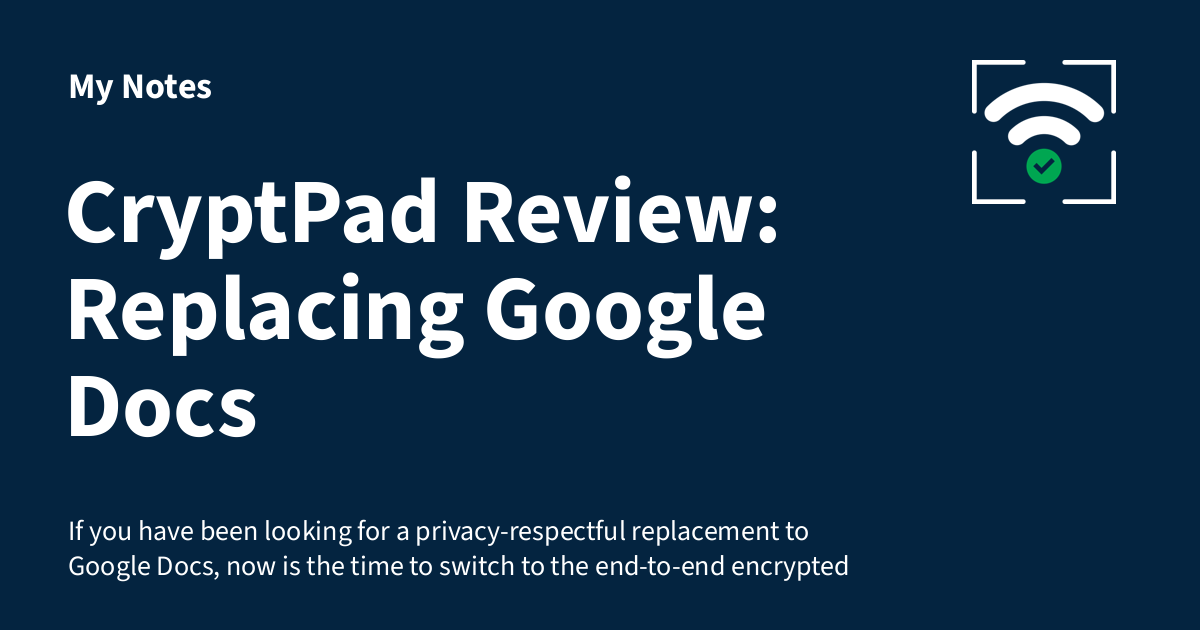 My Notes
CryptPad Review:
Replacing Google
Docs
If you have been looking for a privacy-respectful replacement to
Google Docs, now is the time to switch to the end-to-end encrypted